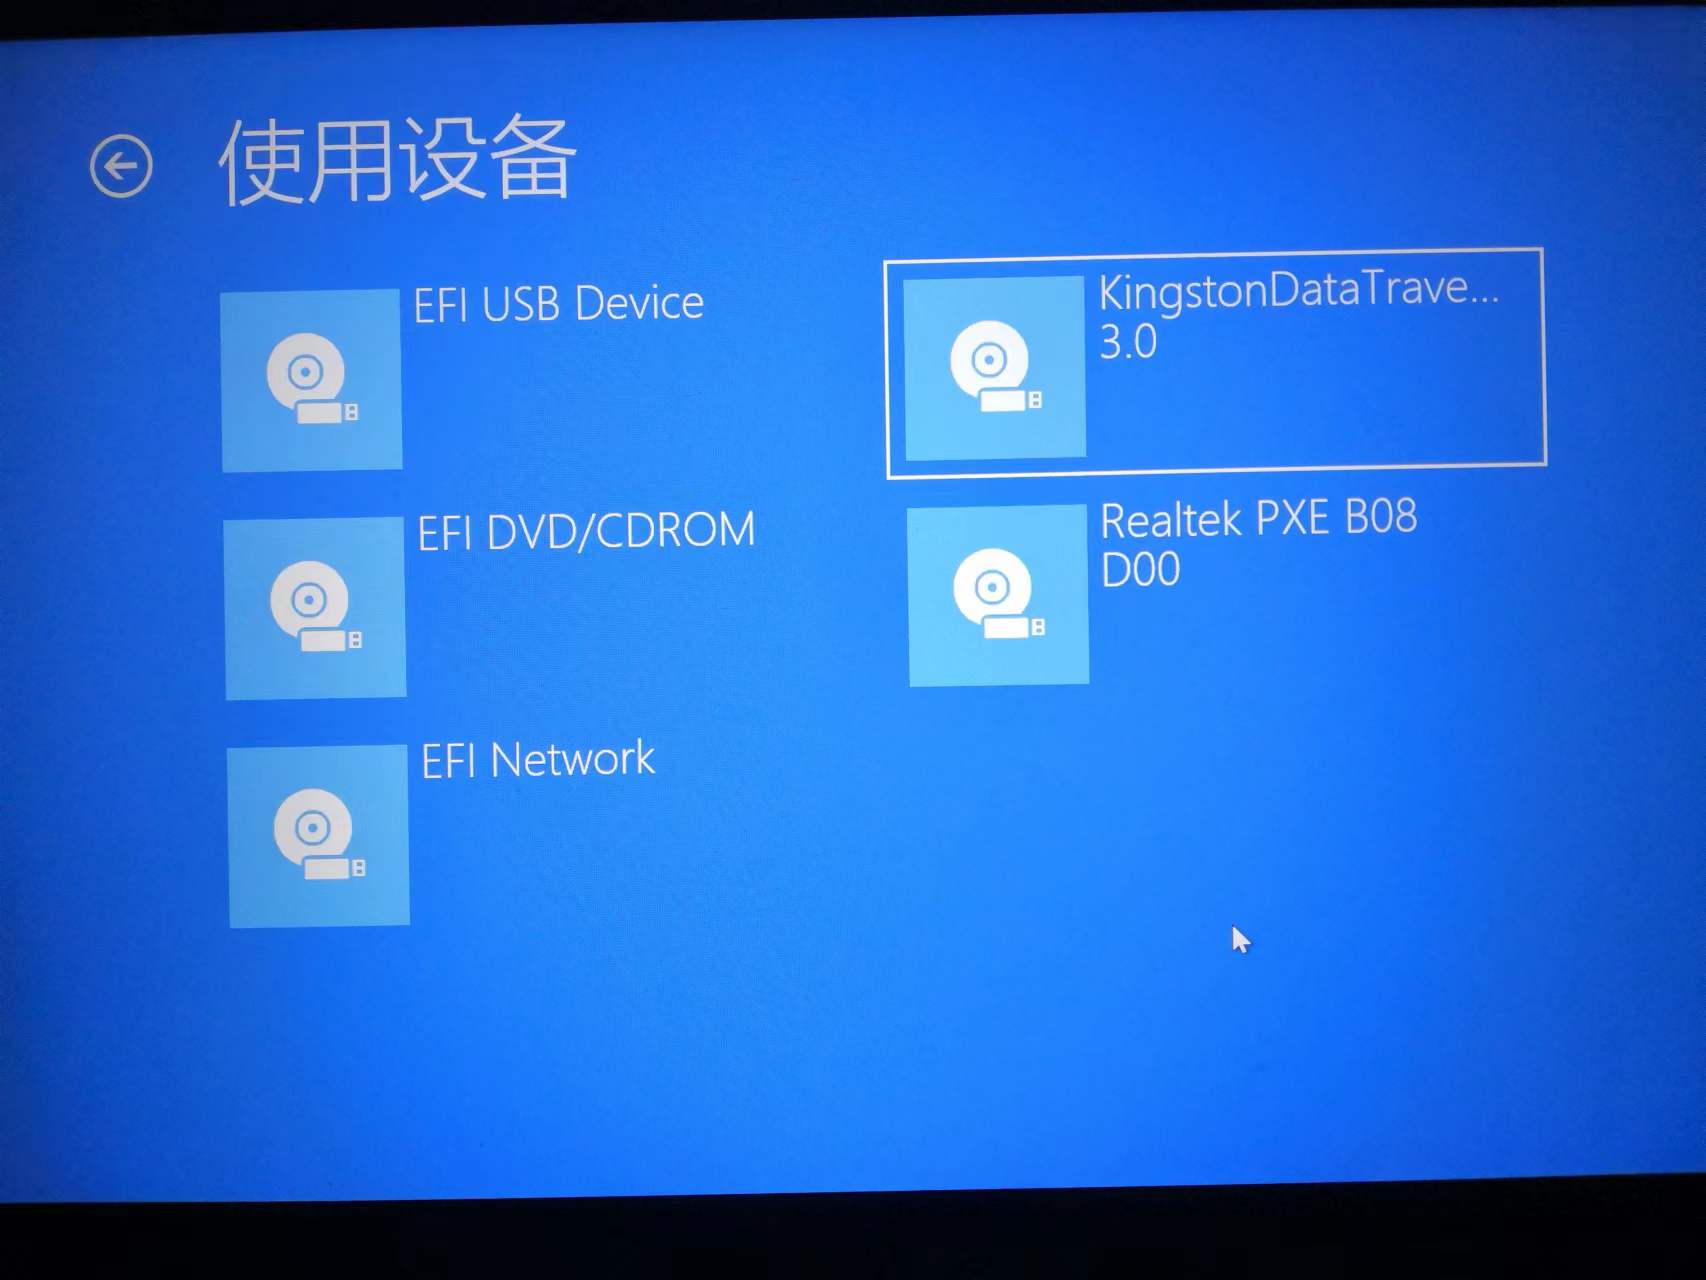 使用设备
EFI USB Device
KingstonDataTrave...
3.0
EFI DVD/CDROM
Realtek PXE B08
D00
EFI Network